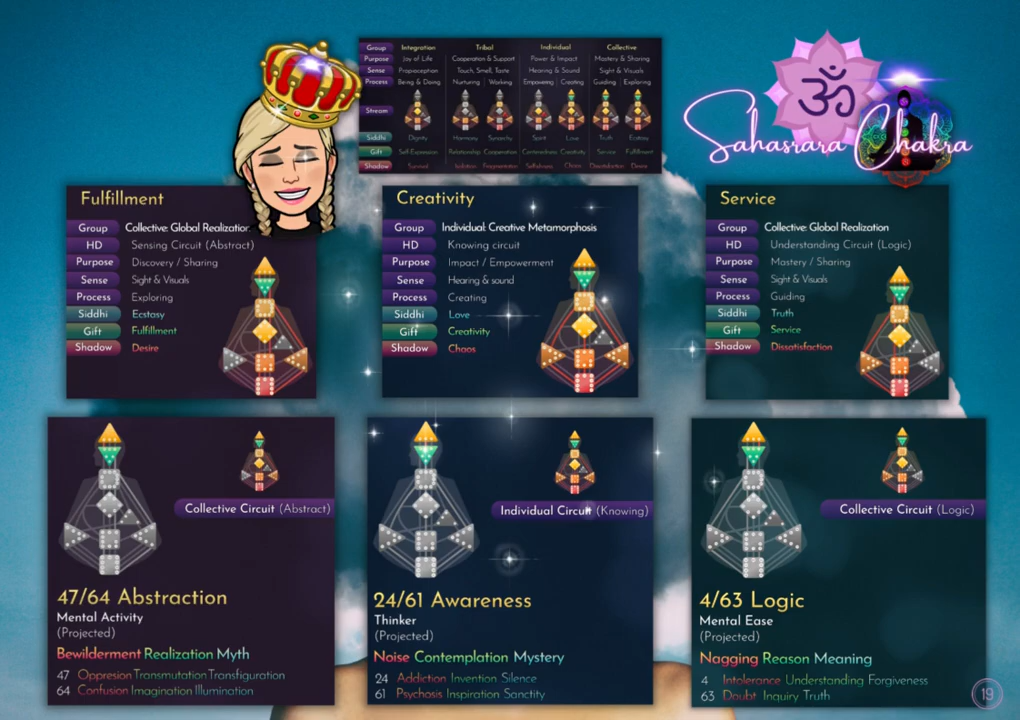 Group Integration Tribal Individual Collective
Purpose Joy of Life Cooperation & Support Power & Impact Mastery & Sharing
Sense Proprioception Touch, Smell, Taste Hearing & Sound Sight & Visuals
Process Being & Doing Nurturing Working Empowering Creating Guiding Exploring
Stream
Siddhi Dignity Harmony Synarchy Spirit Love Truth Ecstasy
Gift Self-Expression Relationship Cooperation Creativity Service Fulfillment
Shadow Survival Isolation Fragmentation Selfishness Chaos Dissatisfaction Desire
ॐ
Sahasrara Chakra
Fulfillment
Group Collective: Global Realization
HD Sensing Circuit (Abstract)
Purpose Discovery / Sharing
Sense Sight & Visuals
Process Exploring
Siddhi Ecstasy
Gift Fulfillment
Shadow Desire
Creativity
Group Individual: Creative Metamorphosis
HD Knowing circuit
Purpose Impact / Empowerment
Sense Hearing & sound
Process Creating
Siddhi Love
Gift Creativity
Shadow Chaos
Service
Group Collective: Global Realization
HD Understanding Circuit (Logic)
Purpose Mastery / Sharing
Sense Sight & Visuals
Process Guiding
Siddhi Truth
Gift Service
Shadow Dissatisfaction
Collective Circuit (Abstract)
47/64 Abstraction
Mental Activity
(Projected)
Bewilderment Realization Myth
47 Oppresion Transmutation Transfiguration
64 Confusion Imagination Illumination
Individual Circuit (Knowing)
24/61 Awareness
Thinker
(Projected)
Noise Contemplation Mystery
24 Addiction Invention Silence
61 Psychosis Inspiration Sanctity
Collective Circuit (Logic)
4/63 Logic
Mental Ease
(Projected)
Nagging Reason Meaning
4 Intolerance Understanding Forgiveness
63 Doubt Inquiry Truth
19